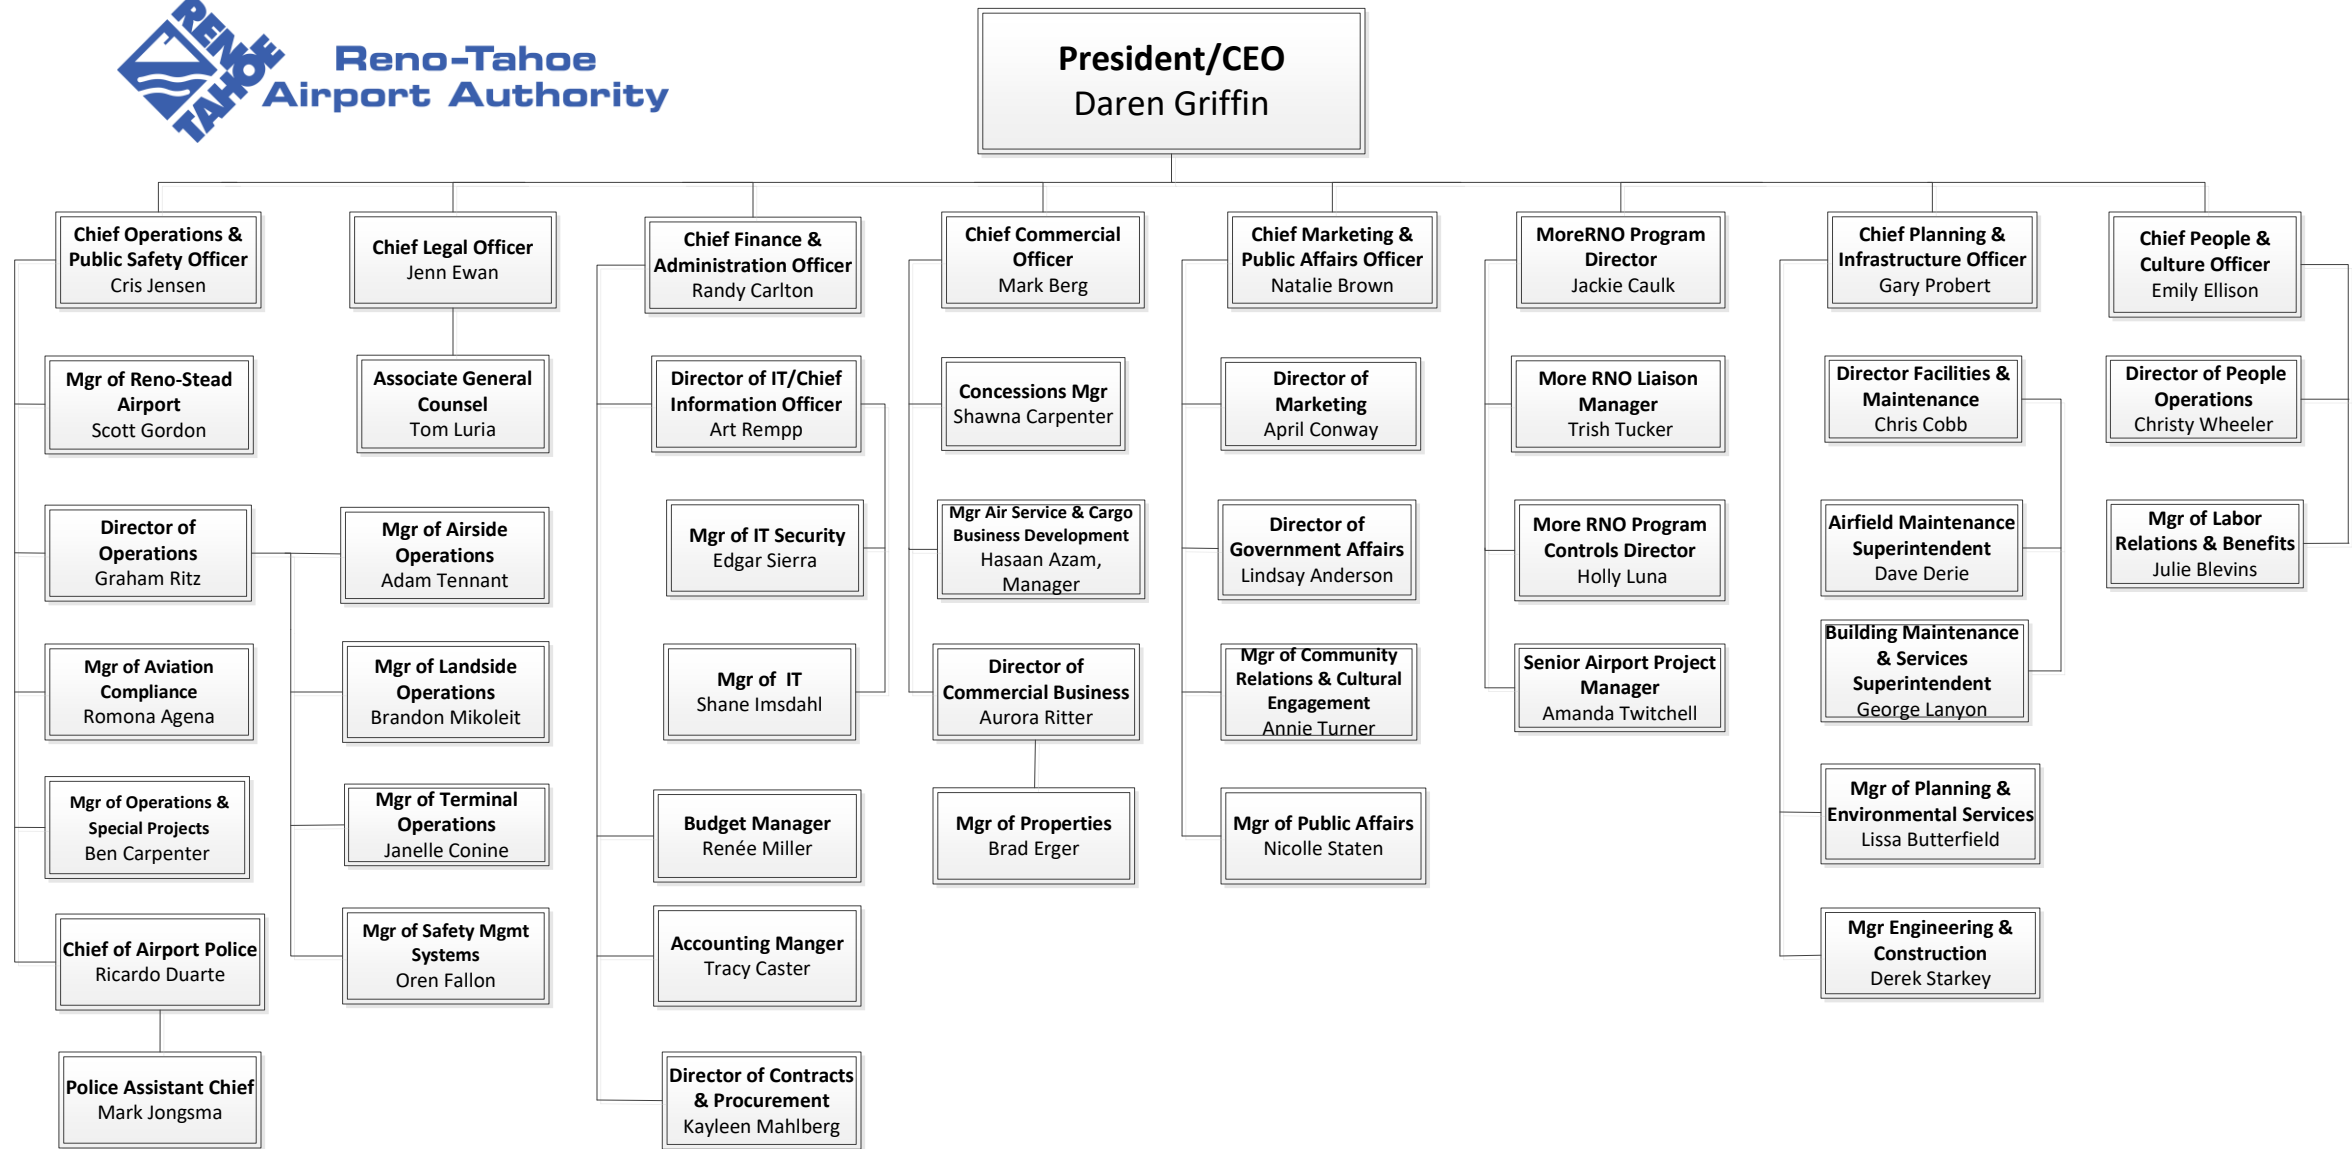 RENO
TAHOE
Reno-Tahoe
Airport Authority
President/CEO
Daren Griffin
Chief Operations &
Public Safety Officer
Cris Jensen
Mgr of Reno-Stead
Airport
Scott Gordon
Director of
Operations
Graham Ritz
Mgr of Airside
Operations
Adam Tennant
Mgr of Landside
Operations
Brandon Mikoleit
Mgr of Terminal
Operations
Janelle Conine
Mgr of Safety Mgmt
Systems
Oren Fallon
Mgr of Aviation
Compliance
Romona Agena
Mgr of Operations &
Special Projects
Ben Carpenter
Chief of Airport Police
Ricardo Duarte
Police Assistant Chief
Mark Jongsma
Chief Legal Officer
Jenn Ewan
Associate General
Counsel
Tom Luria
Chief Finance &
Administration Officer
Randy Carlton
Director of IT/Chief
Information Officer
Art Rempp
Mgr of IT Security
Edgar Sierra
Mgr of  IT
Shane Imsdahl
Budget Manager
Renée Miller
Accounting Manger
Tracy Caster
Director of Contracts
& Procurement
Kayleen Mahlberg
Chief Commercial
Officer
Mark Berg
Concessions Mgr
Shawna Carpenter
Mgr Air Service & Cargo
Business Development
Hasaan Azam,
Manager
Director of
Commercial Business
Aurora Ritter
Mgr of Properties
Brad Erger
Chief Marketing &
Public Affairs Officer
Natalie Brown
Director of
Marketing
April Conway
Director of
Government Affairs
Lindsay Anderson
Mgr of Community
Relations & Cultural
Engagement
Annie Turner
Mgr of Public Affairs
Nicolle Staten
MoreRNO Program
Director
Jackie Caulk
More RNO Liaison
Manager
Trish Tucker
More RNO Program
Controls Director
Holly Luna
Senior Airport Project
Manager
Amanda Twitchell
Chief Planning &
Infrastructure Officer
Gary Probert
Director Facilities &
Maintenance
Chris Cobb
Airfield Maintenance
Superintendent
Dave Derie
Building Maintenance
& Services
Superintendent
George Lanyon
Mgr of Planning &
Environmental Services
Lissa Butterfield
Mgr Engineering &
Construction
Derek Starkey
Chief People &
Culture Officer
Emily Ellison
Director of People
Operations
Christy Wheeler
Mgr of Labor
Relations & Benefits
Julie Blevins